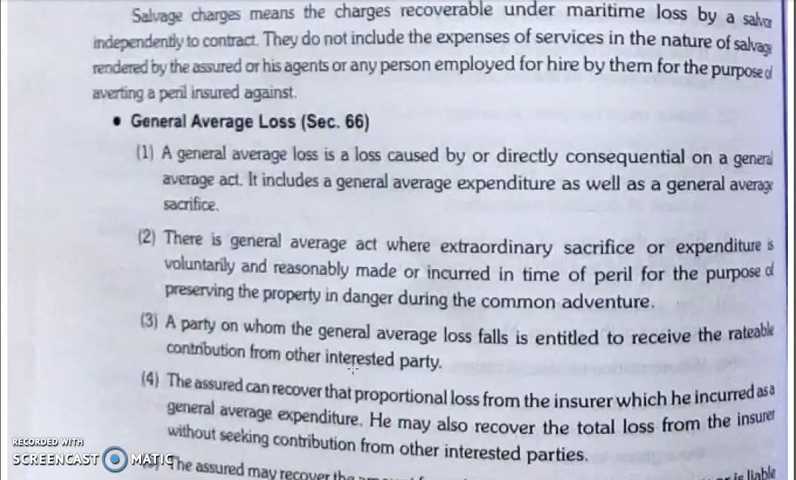 Salvage charges means the charges recoverable under maritime loss by a salvor
independently to contract. They do not include the expenses of services in the nature of salvage
rendered by the assured or his agents or any person employed for hire by them for the purpose of
averting a peril insured against.
• General Average Loss (Sec. 66)
(1) A general average loss is a loss caused by or directly consequential on a general
average act. It includes a general average expenditure as well as a general average
sacrifice.
(2) There is general average act where extraordinary sacrifice or expenditure is
voluntarily and reasonably made or incurred in time of peril for the purpose of
preserving the property in danger during the common adventure.
(3) A party on whom the general average loss falls is entitled to receive the rateable
contribution from other interested party.
(4) The assured can recover that proportional loss from the insurer which he incurred as a
general average expenditure. He may also recover the total loss from the insurer
without seeking contribution from other interested parties.
The assured may recover the is liable
RECORDED WITH
SCREENCAST MATIC